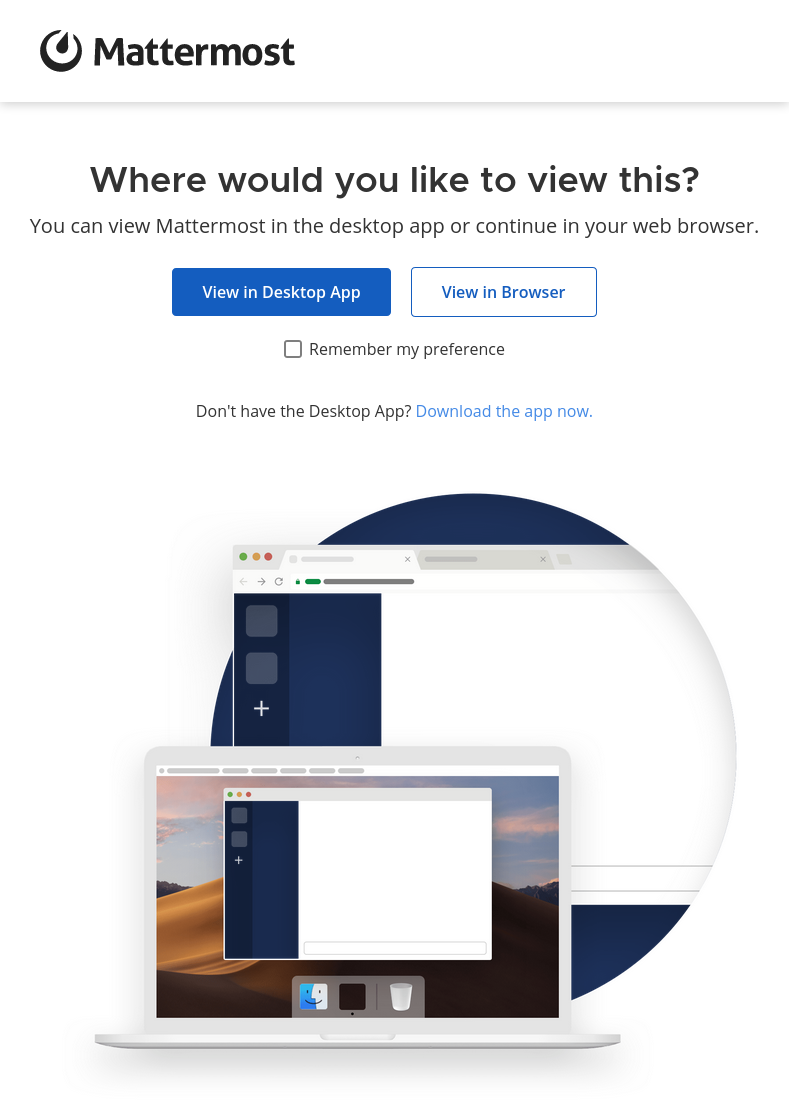 Mattermost
Where would you like to view this?
You can view Mattermost in the desktop app or continue in your web browser.
View in Desktop App
View in Browser
Remember my preference
Don't have the Desktop App? Download the app now.